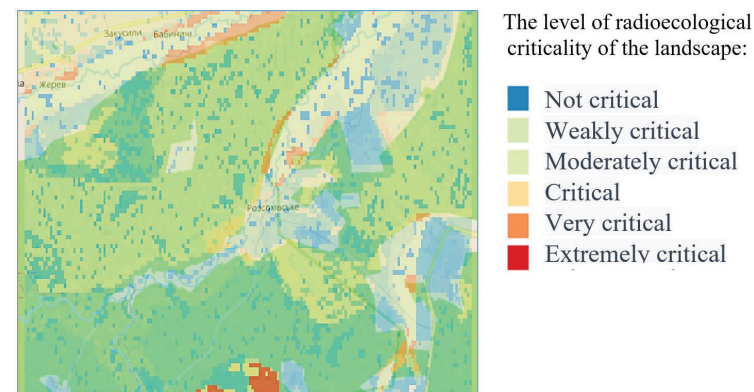 The level of radioecological
criticality of the landscape:
Закусили Бабиничі
Жерев
Розсохівське
Not critical
Weakly critical
Moderately critical
Critical
Very critical
Extremely critical